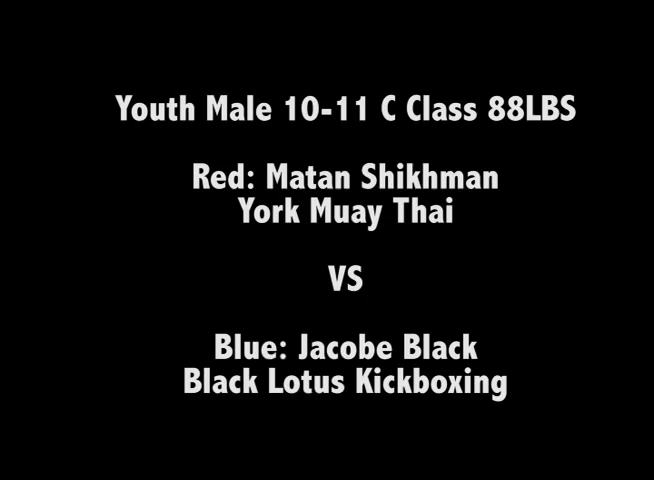 Youth Male 10-11 C Class 88LBS
Red: Matan Shikhman
York Muay Thai
VS
Blue: Jacobe Black
Black Lotus Kickboxing